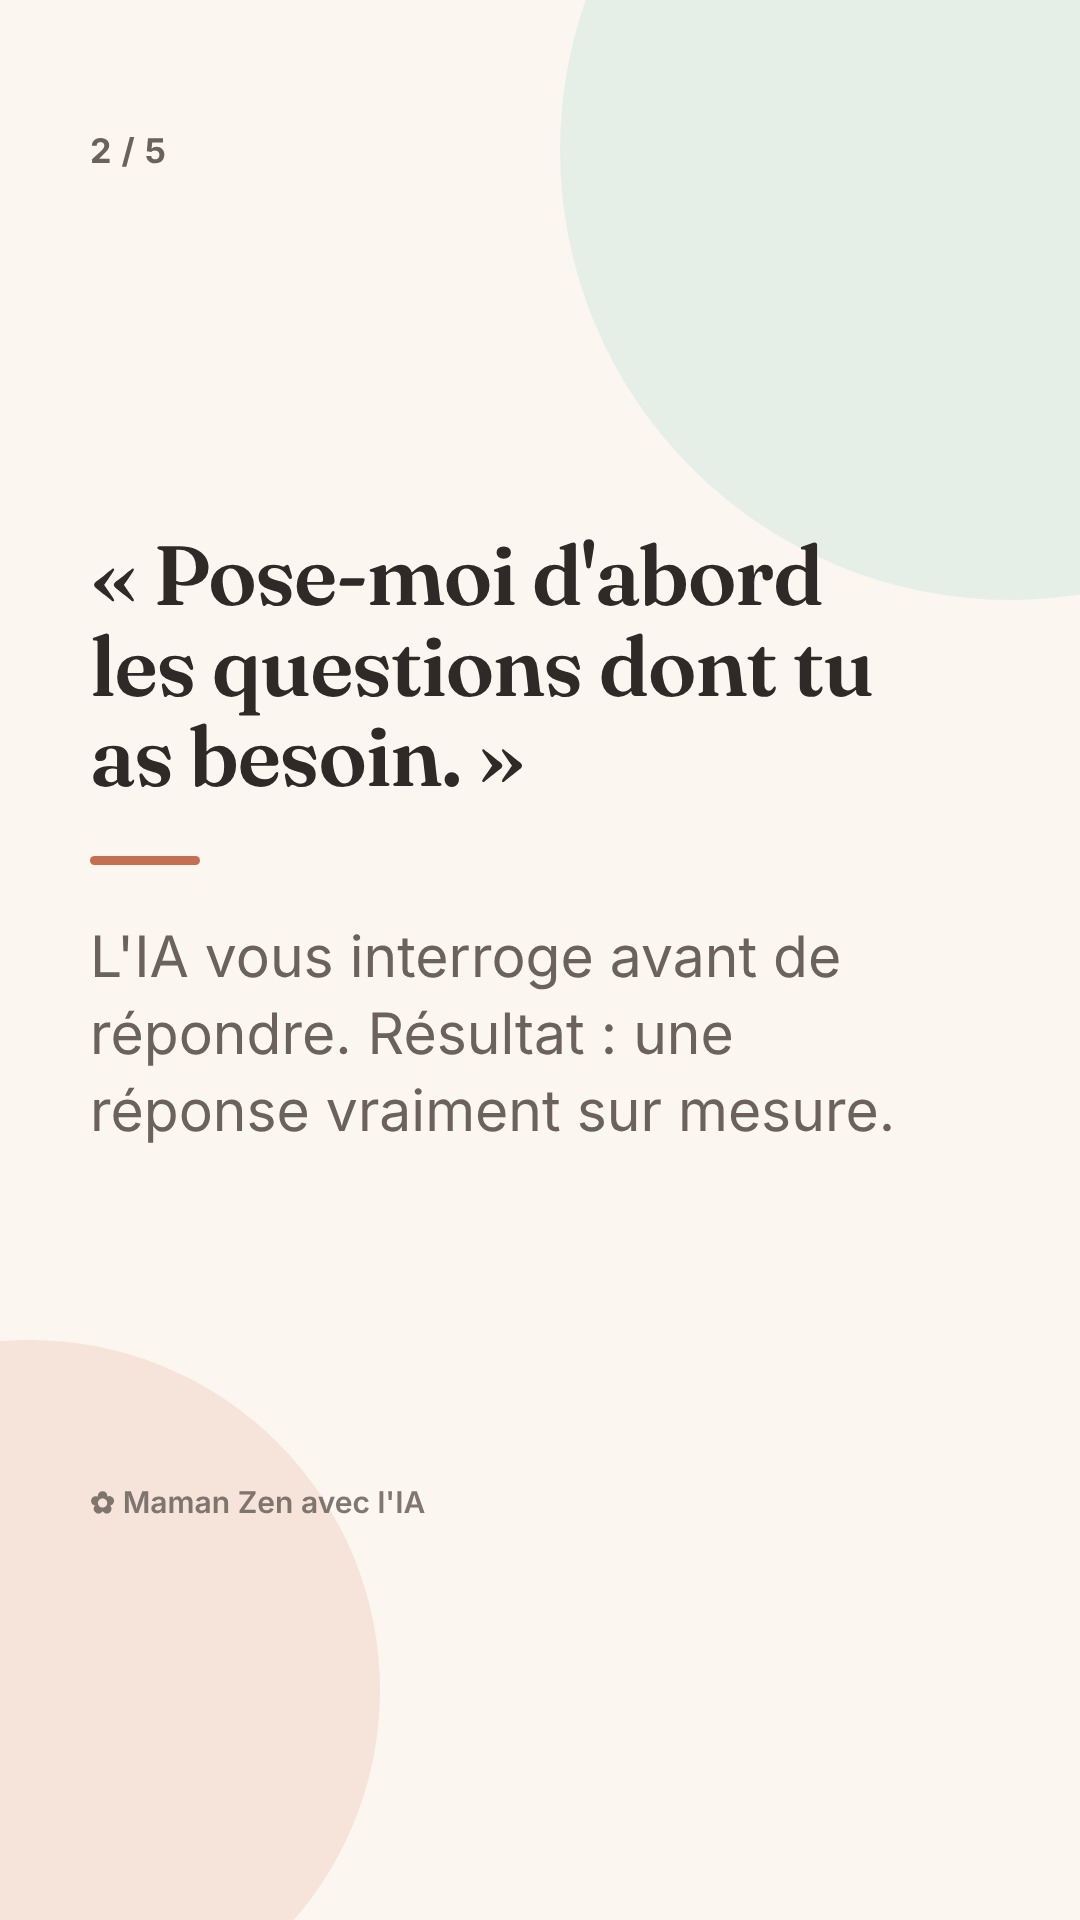 2 / 5
« Pose-moi d'abord
les questions dont tu
as besoin. »
L'IA vous interroge avant de
répondre. Résultat : une
réponse vraiment sur mesure.
✿ Maman Zen avec l'IA